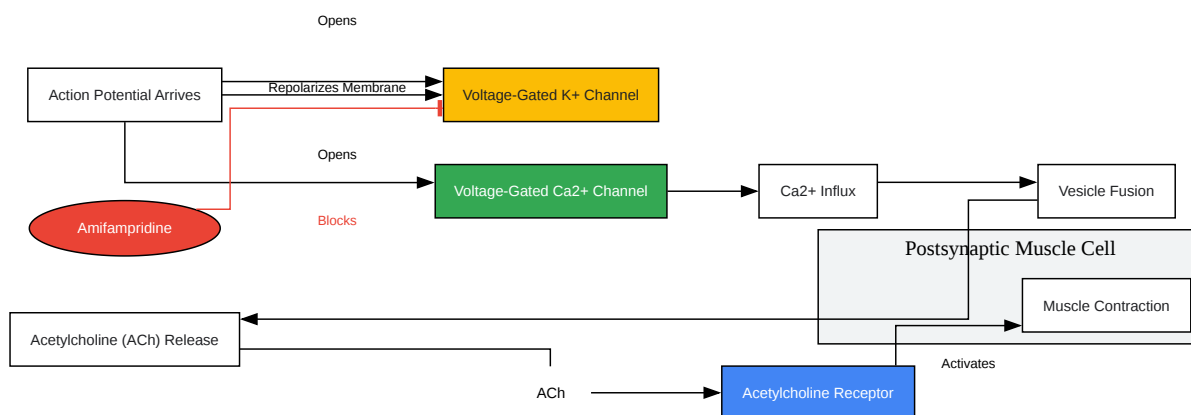 Opens
Action Potential Arrives
Repolarizes Membrane
Voltage-Gated K+ Channel
Opens
Voltage-Gated Ca2+ Channel
Ca2+ Influx
Vesicle Fusion
Amifampridine
Blocks
Postsynaptic Muscle Cell
Muscle Contraction
Acetylcholine (ACh) Release
Activates
ACh
Acetylcholine Receptor